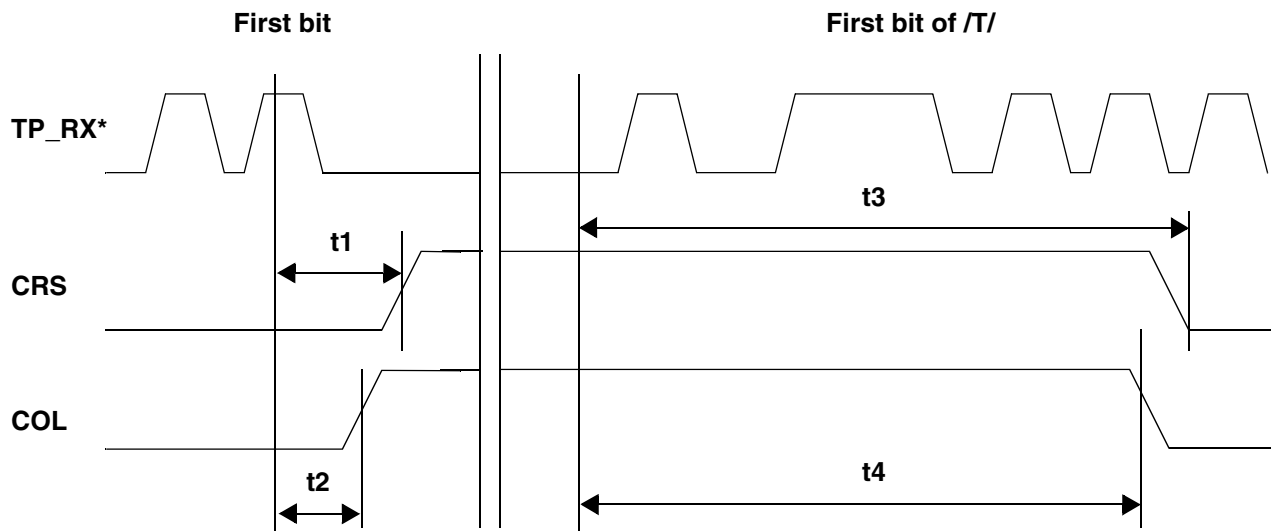 First bit
First bit of /T/
TP_RX*
t3
t1
CRS
COL
t4
t2